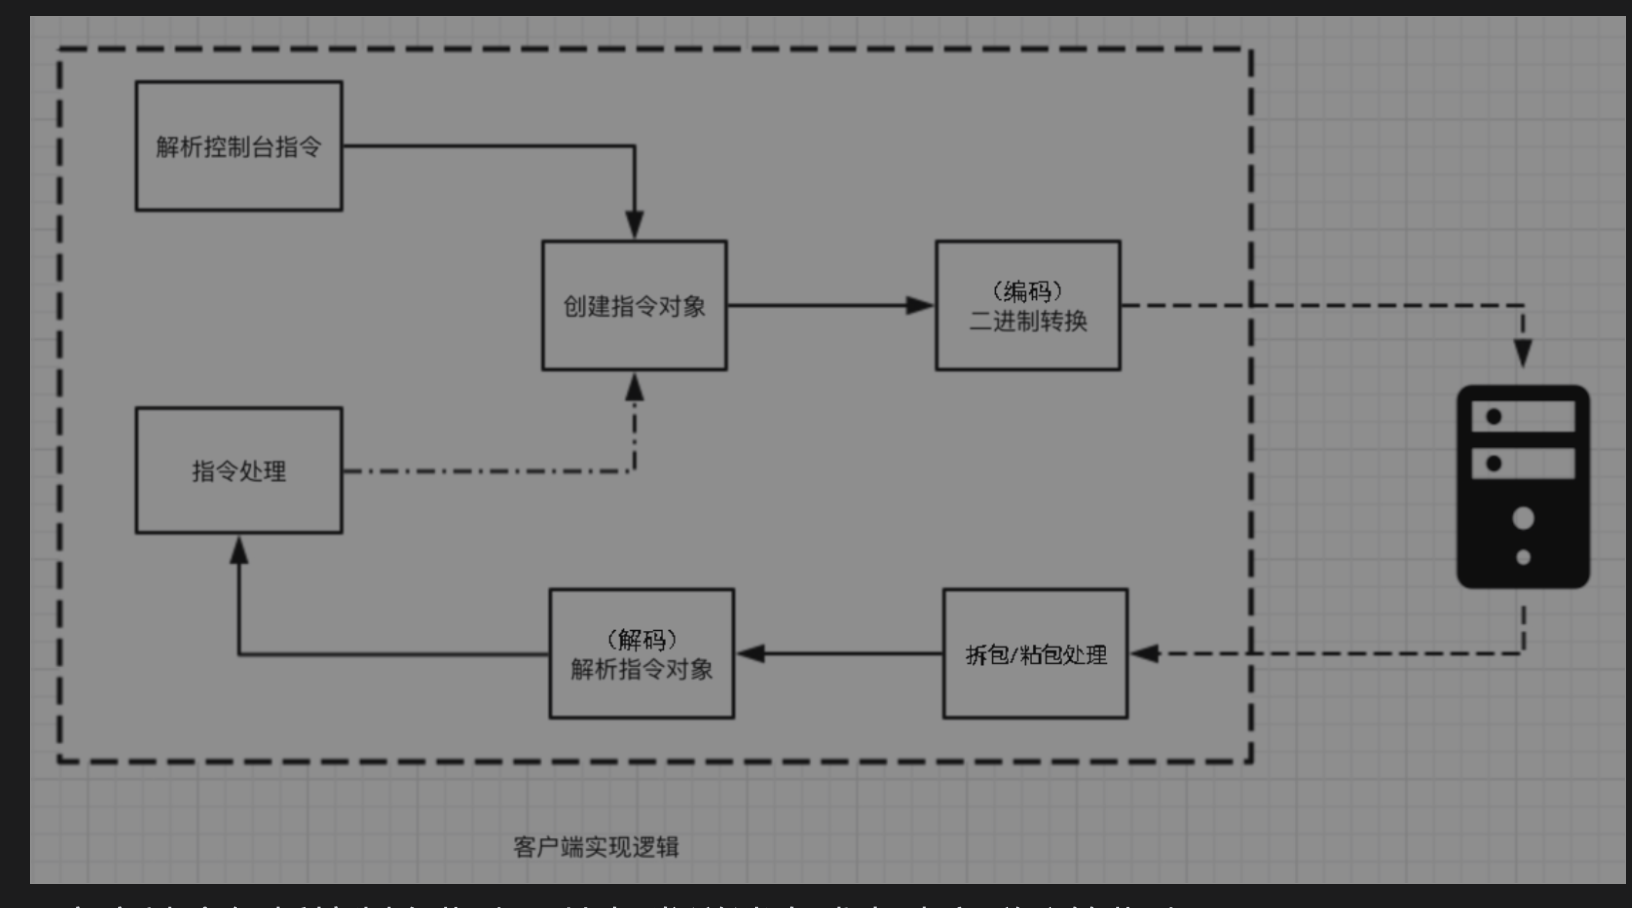 解析控制台指令
创建指令对象
（编码）
二进制转换
指令处理
（解码）
解析指令对象
拆包/粘包处理
客户端实现逻辑